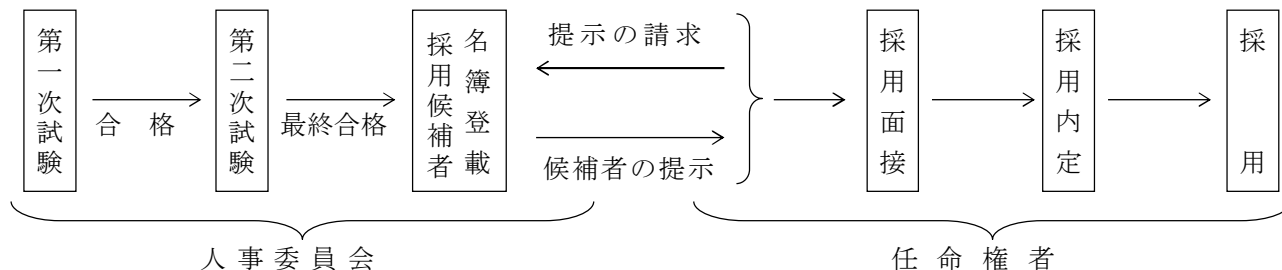 第一次試験
合格
第二次試験
最終合格
採用候補者
名簿登載
提示の請求
候補者の提示
採用面接
採用内定
採用
人事委員会
任命権者